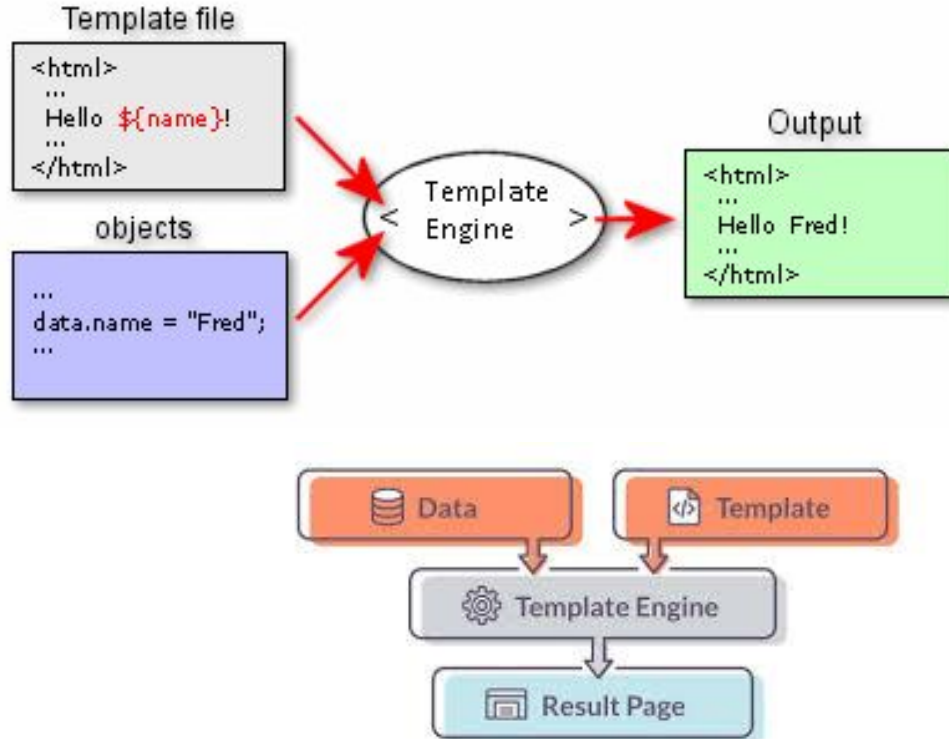 Template file
<html>
...
Hello ${name}!
...
</html>
objects
...
data.name = "Fred";
...
< Template
Engine >
Output
<html>
...
Hello Fred!
...
</html>
Data
Template
Template Engine
Result Page